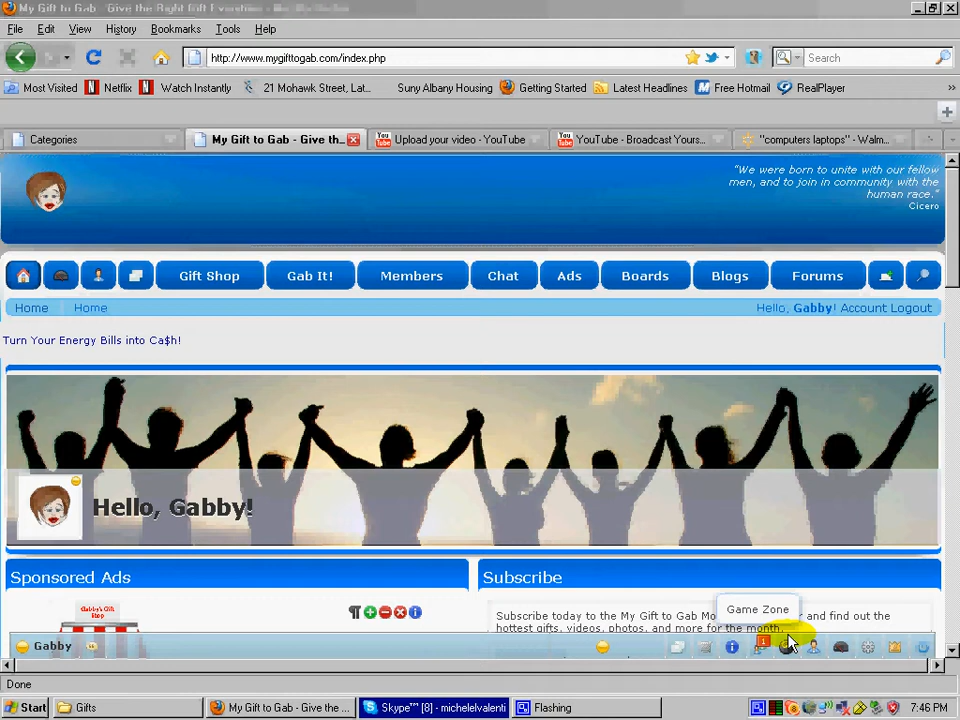 My Gift to Gab - 'Give the Right Gift Everytime'
File Edit View History Bookmarks Tools Help
http://www.mygifttogab.com/index.php
Search
Most Visited Netflix Watch Instantly 21 Mohawk Street, Lat... Suny Albany Housing Getting Started Latest Headlines Free Hotmail RealPlayer »
Categories
My Gift to Gab - Give th...
Upload your video - YouTube
YouTube - Broadcast Yours...
"computers laptops" - Walm...
"We were born to unite with our fellow
men, and to join in community with the
human race."
Cicero
Gift Shop Gab It! Members Chat Ads Boards Blogs Forums
Home Home Hello, Gabby! Account Logout
Turn Your Energy Bills into Ca$h!
Hello, Gabby!
Sponsored Ads
Subscribe
Gabby's Gift
Shop
Subscribe today to the My Gift to Gab Mo and find out the
hottest gifts, videos, photos, and more for the month.
Game Zone
Gabby
1
Done
Start Gifts My Gift to Gab - Give the ... Skype™ [8] - michelelvalenti Flashing 7:46 PM